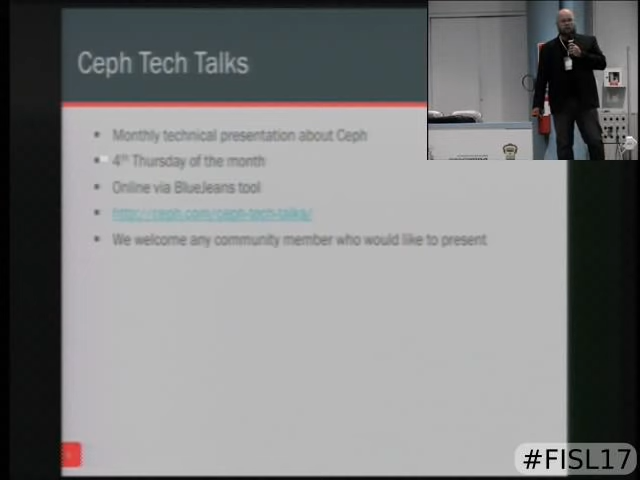 Ceph Tech Talks
Monthly technical presentation about Ceph
4th Thursday of the month
Online via BlueJeans tool
http://ceph.com/ceph-tech-talks/
We welcome any community member who would like to present
#FISL17